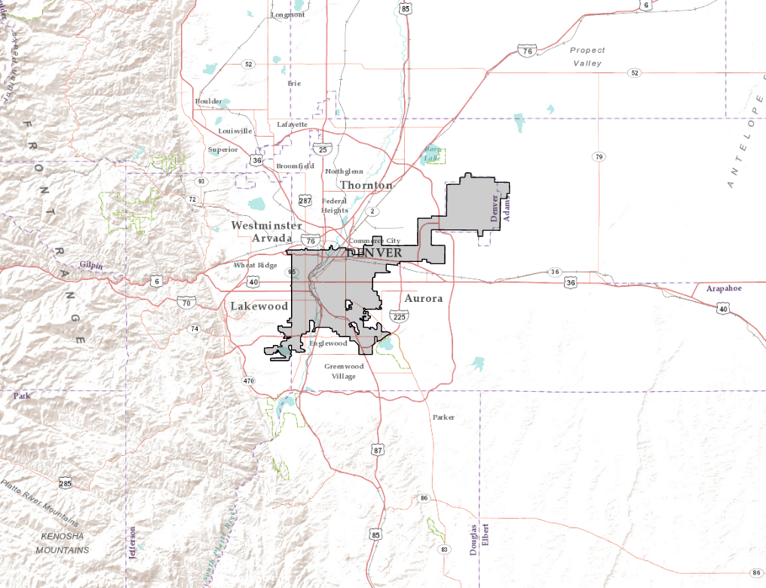 85
6
Longmont
76
Propect
Valley
52
52
Erie
Boulder
Lafayette
Louisville
25
Superior
36
Barr
Lake
79
ANTELOPE
Broomfield
Northglenn
93
Thornton
72
287
Federal
Heights
2
Denver
Adams
FRONT RANGE
Westminster
Arvada
76
Commerce City
DENVER
Gilpin
Wheat Ridge
95
6
40
36
36
Arapahoe
70
Lakewood
Aurora
40
225
74
Englewood
Greenwood
Village
470
Park
Parker
87
285
86
Platte River Mountains
KENOSHA
MOUNTAINS
Jefferson
85
Douglas
Elbert
83
86